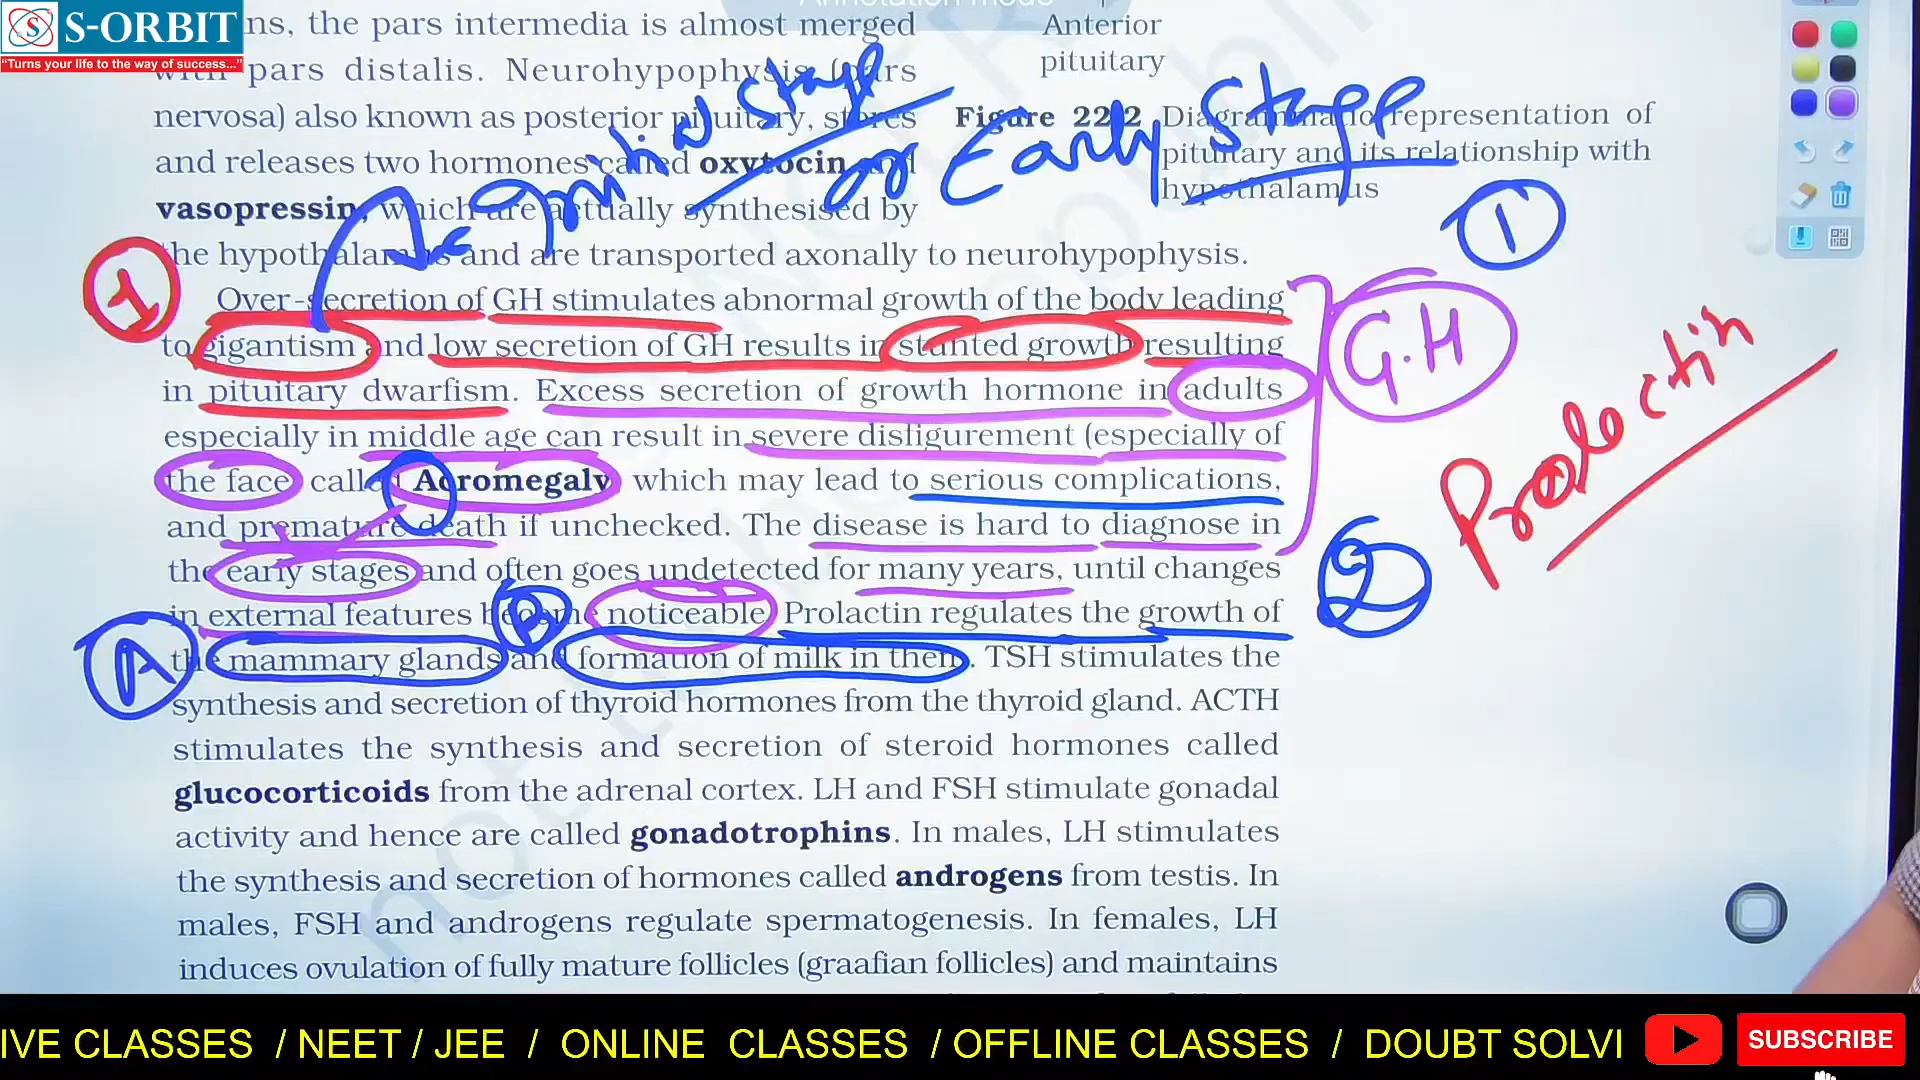 S-ORBIT
"Turns your life to the way of success..."
Annotation mode
ns, the pars intermedia is almost merged
with pars distalis. Neurohypophysis (pars
nervosa) also known as posterior pituitary, stores
and releases two hormones called oxytocin and
vasopressin, which are actually synthesised by
the hypothalamus and are transported axonally to neurohypophysis.
Anterior
pituitary
Figure 22.2 Diagrammatic representation of
pituitary and its relationship with
hypothalamus
Initial stage
or Early stage
1
I
Over-secretion of GH stimulates abnormal growth of the body leading
to gigantism and low secretion of GH results in stunted growth resulting
in pituitary dwarfism. Excess secretion of growth hormone in adults
especially in middle age can result in severe disfigurement (especially of
the face called Acromegaly which may lead to serious complications,
and premature death if unchecked. The disease is hard to diagnose in
the early stages and often goes undetected for many years, until changes
in external features become noticeable Prolactin regulates the growth of
the mammary glands and formation of milk in them. TSH stimulates the
synthesis and secretion of thyroid hormones from the thyroid gland. ACTH
stimulates the synthesis and secretion of steroid hormones called
glucocorticoids from the adrenal cortex. LH and FSH stimulate gonadal
activity and hence are called gonadotrophins. In males, LH stimulates
the synthesis and secretion of hormones called androgens from testis. In
males, FSH and androgens regulate spermatogenesis. In females, LH
induces ovulation of fully mature follicles (graafian follicles) and maintains
G.H
2
Prolactin
A
B
IVE CLASSES / NEET / JEE / ONLINE CLASSES / OFFLINE CLASSES / DOUBT SOLVI
SUBSCRIBE